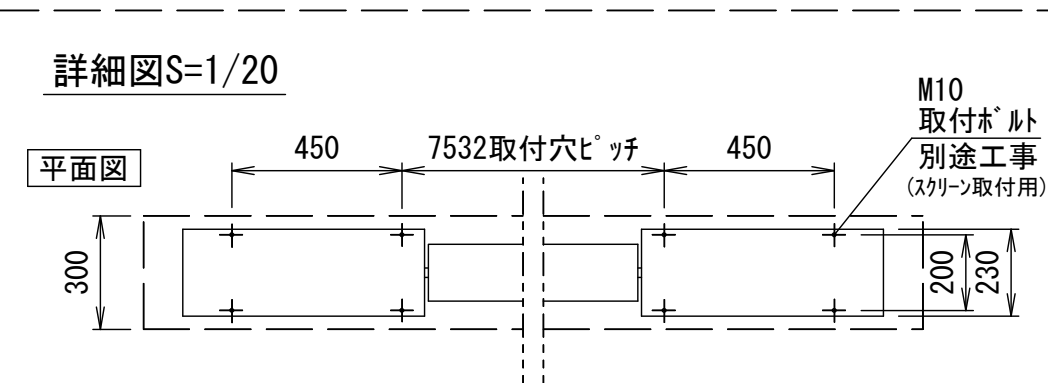 詳細図S=1/20
平面図
450
7532取付穴ピッチ
450
M10
取付ボルト
別途工事
(スクリーン取付用)
300
200
230